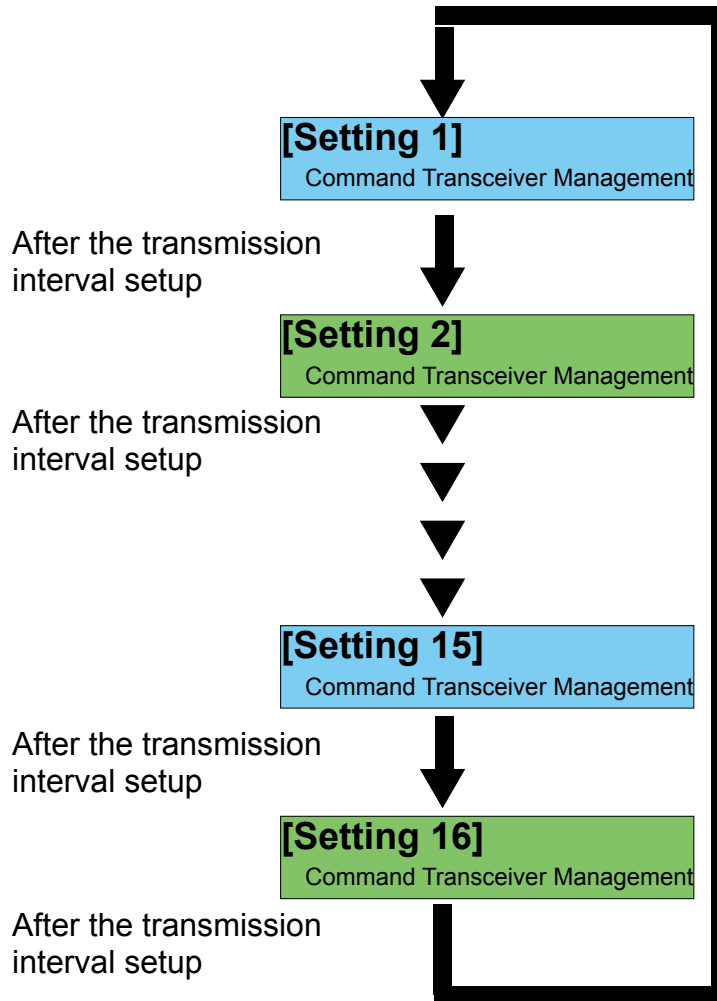 [Setting 1]
Command Transceiver Management
After the transmission
interval setup
[Setting 2]
Command Transceiver Management
After the transmission
interval setup
[Setting 15]
Command Transceiver Management
After the transmission
interval setup
[Setting 16]
Command Transceiver Management
After the transmission
interval setup